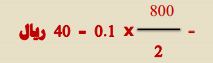 = 800/2 x 0.1 = 40 ريال